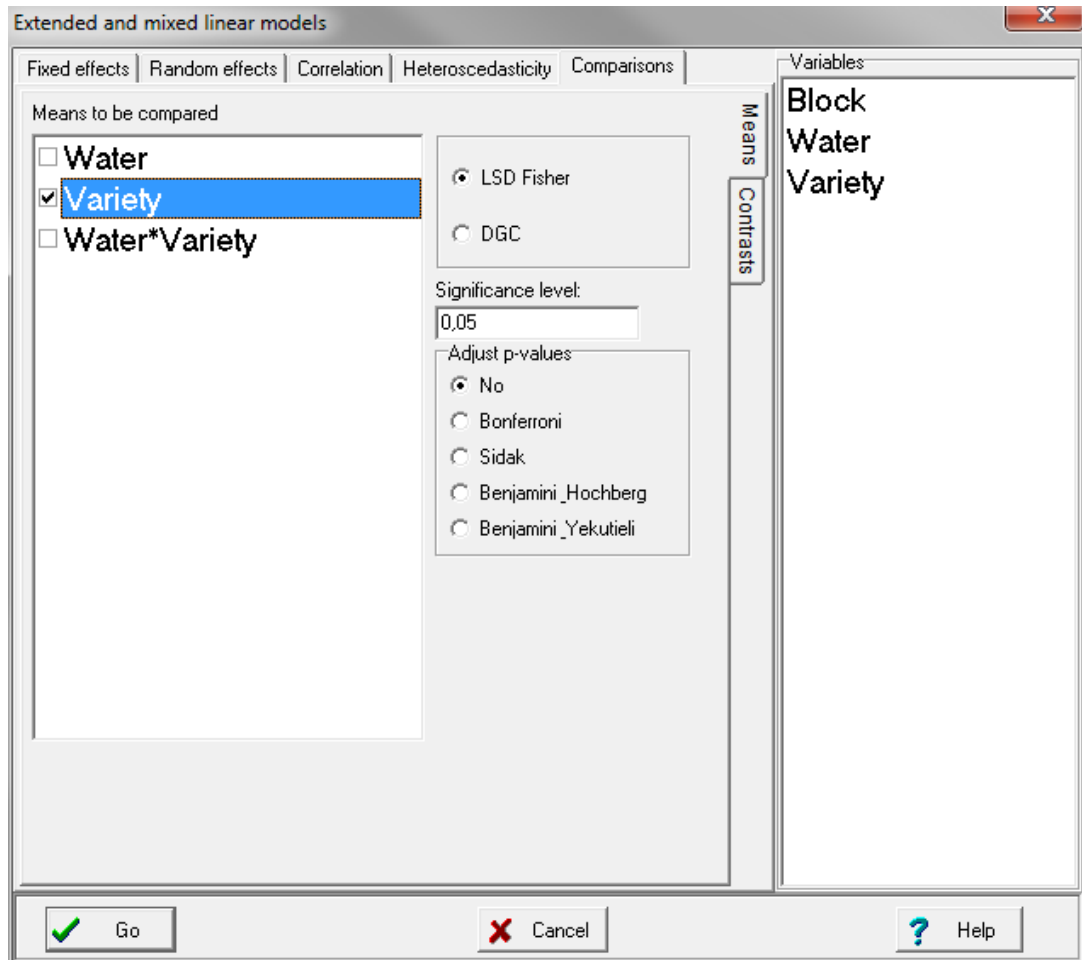 Extended and mixed linear models
Fixed effects Random effects Correlation Heteroscedasticity Comparisons
Means to be compared
Water
Variety
Water*Variety
LSD Fisher
DGC
Significance level:
0,05
Adjust p-values
No
Bonferroni
Sidak
Benjamini_Hochberg
Benjamini_Yekutieli
Means
Contrasts
Variables
Block
Water
Variety
Go
Cancel
Help